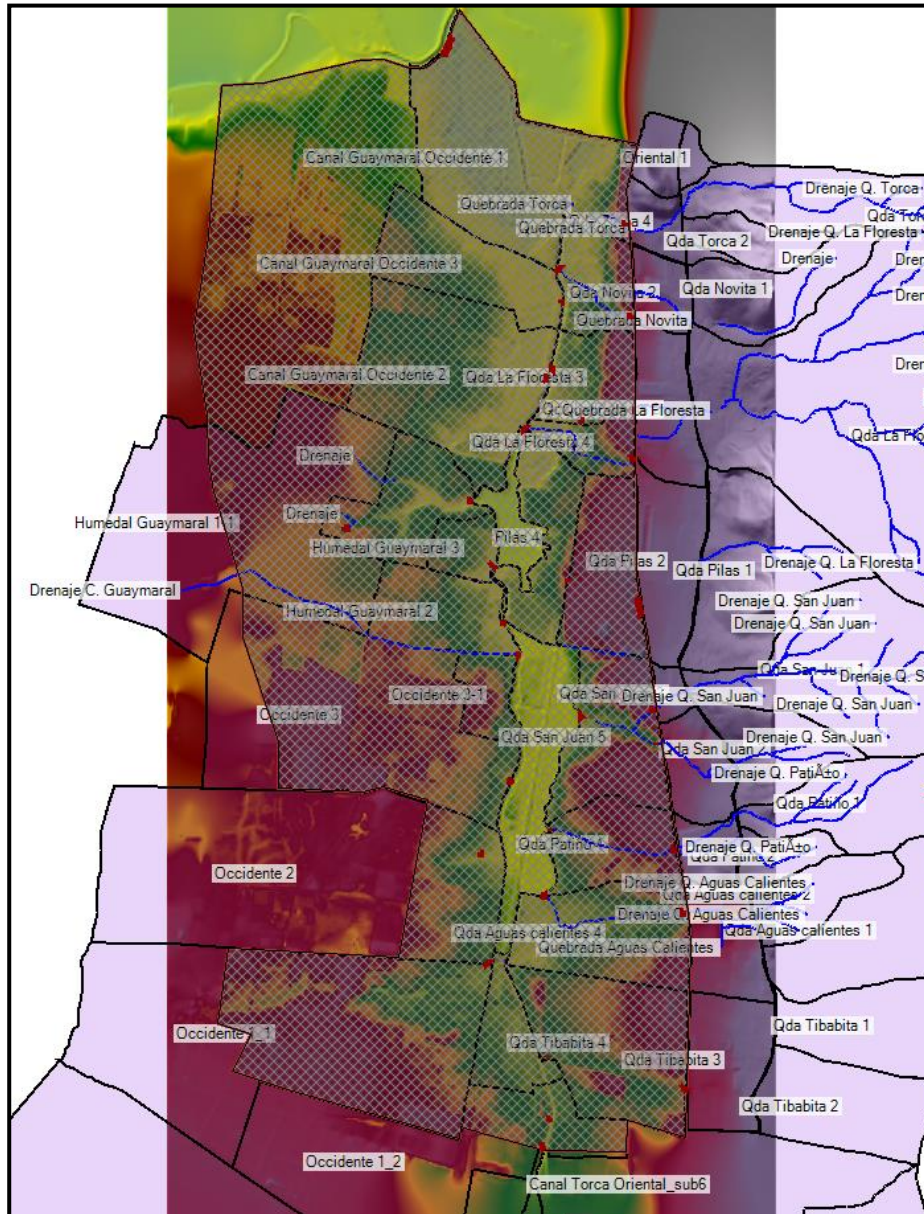 Canal Guaymaral Occidente 1
Oriental 1
Drenaje Q. Torca
Quebrada Torca
Quebrada Torca
Qda Torca 2
Drenaje Q. La Floresta
Drenaje
Canal Guaymaral Occidente 3
Qda Novita 2
Qda Novita 1
Quebrada Novita
Canal Guaymaral Occidente 2
Qda La Floresta 3
Quebrada La Floresta
Qda La Floresta 4
Drenaje
Drenaje
Humedal Guaymaral 1-1
Humedal Guaymaral 3
Pilas 4
Qda Pilas 2
Qda Pilas 1
Drenaje Q. La Floresta
Drenaje C. Guaymaral
Humedal Guaymaral 2
Drenaje Q. San Juan
Drenaje Q. San Juan
Qda San Juan 1
Occidente 3-1
Drenaje Q. San Juan
Drenaje Q. San Juan
Occidente 3
Qda San Juan 5
Qda San Juan 2
Drenaje Q. San Juan
Drenaje Q. PatiÃ±o
Qda Patiño 1
Qda Patiño 4
Drenaje Q. PatiÃ±o
Qda Patiño 2
Occidente 2
Drenaje Q. Aguas Calientes
Qda Aguas calientes 2
Drenaje Q. Aguas Calientes
Qda Aguas calientes 4
Qda Aguas calientes 1
Quebrada Aguas Calientes
Occidente 1_1
Qda Tibabita 1
Qda Tibabita 4
Qda Tibabita 3
Qda Tibabita 2
Occidente 1_2
Canal Torca Oriental_sub6